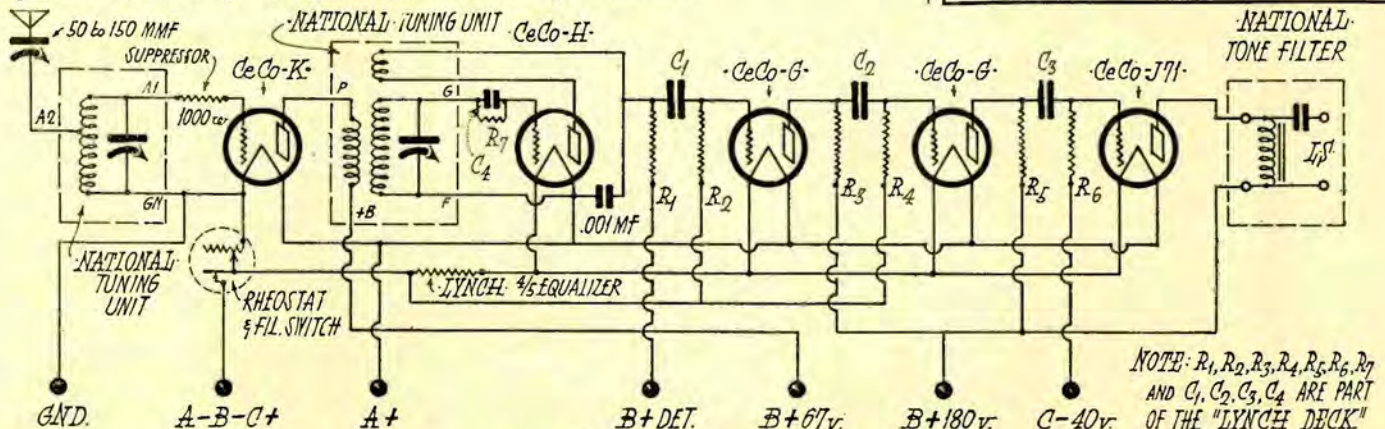 50 to 150 MMF
·NATIONAL· TUNING UNIT
SUPPRESSOR
CeCo-K-
CeCo-H-
·CeCo-G-
·CeCo-G-
·CeCo-J71-
·NATIONAL·
TONE FILTER
A2
A1
1000 ω
GN
P
+B
G
F
C4
R7
.001 MF
C1
C2
C3
R1
R2
R3
R4
R5
R6
L.S.
·NATIONAL·
TUNING
UNIT
RHEOSTAT
& FIL. SWITCH
LYNCH 4/5 EQUALIZER
GND.
A-B-C+
A+
B+DET.
B+67v.
B+180v.
C-40v.
NOTE: R1, R2, R3, R4, R5, R6, R7
AND C1, C2, C3, C4 ARE PART
OF THE "LYNCH DECK"